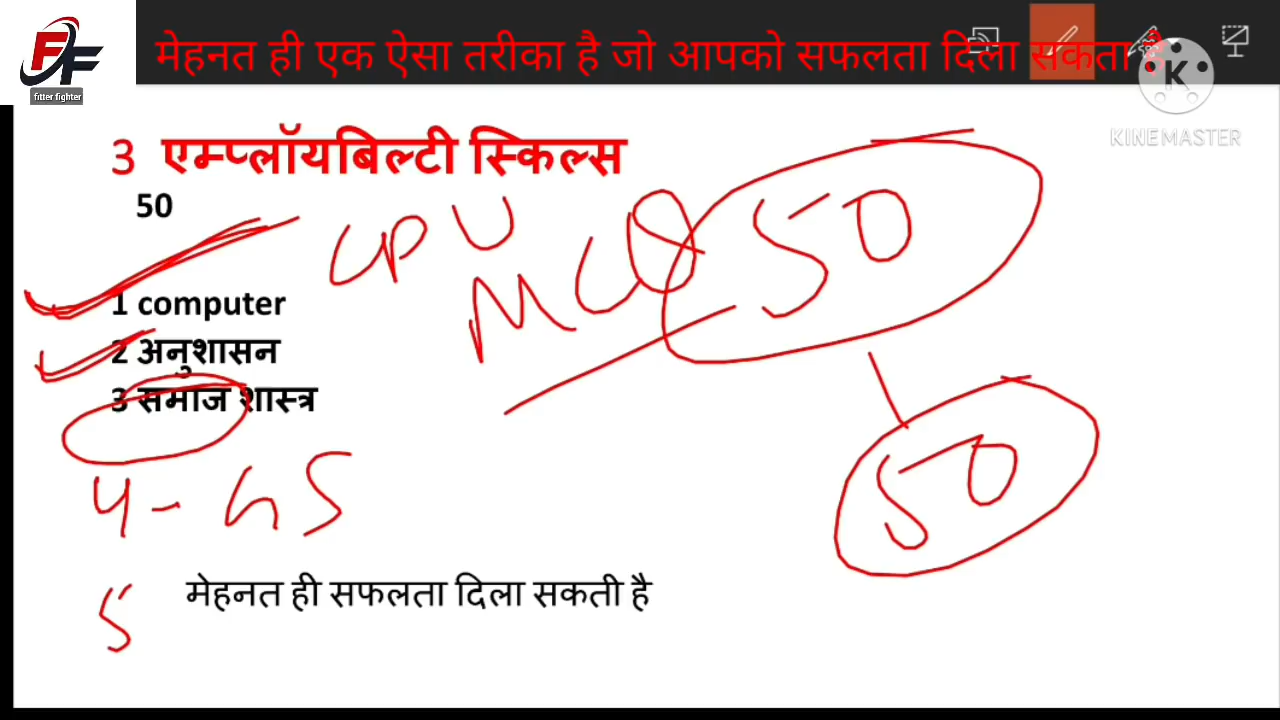 मेहनत ही एक ऐसा तरीका है जो आपको सफलता दिला सकता है
fitter fighter
K
KINEMASTER
3 एम्प्लॉयबिल्टी स्किल्स
50
CPU
50
MCQ
1 computer
2 अनुशासन
3 समाज शास्त्र
50
4 - GS
मेहनत ही सफलता दिला सकती है
5